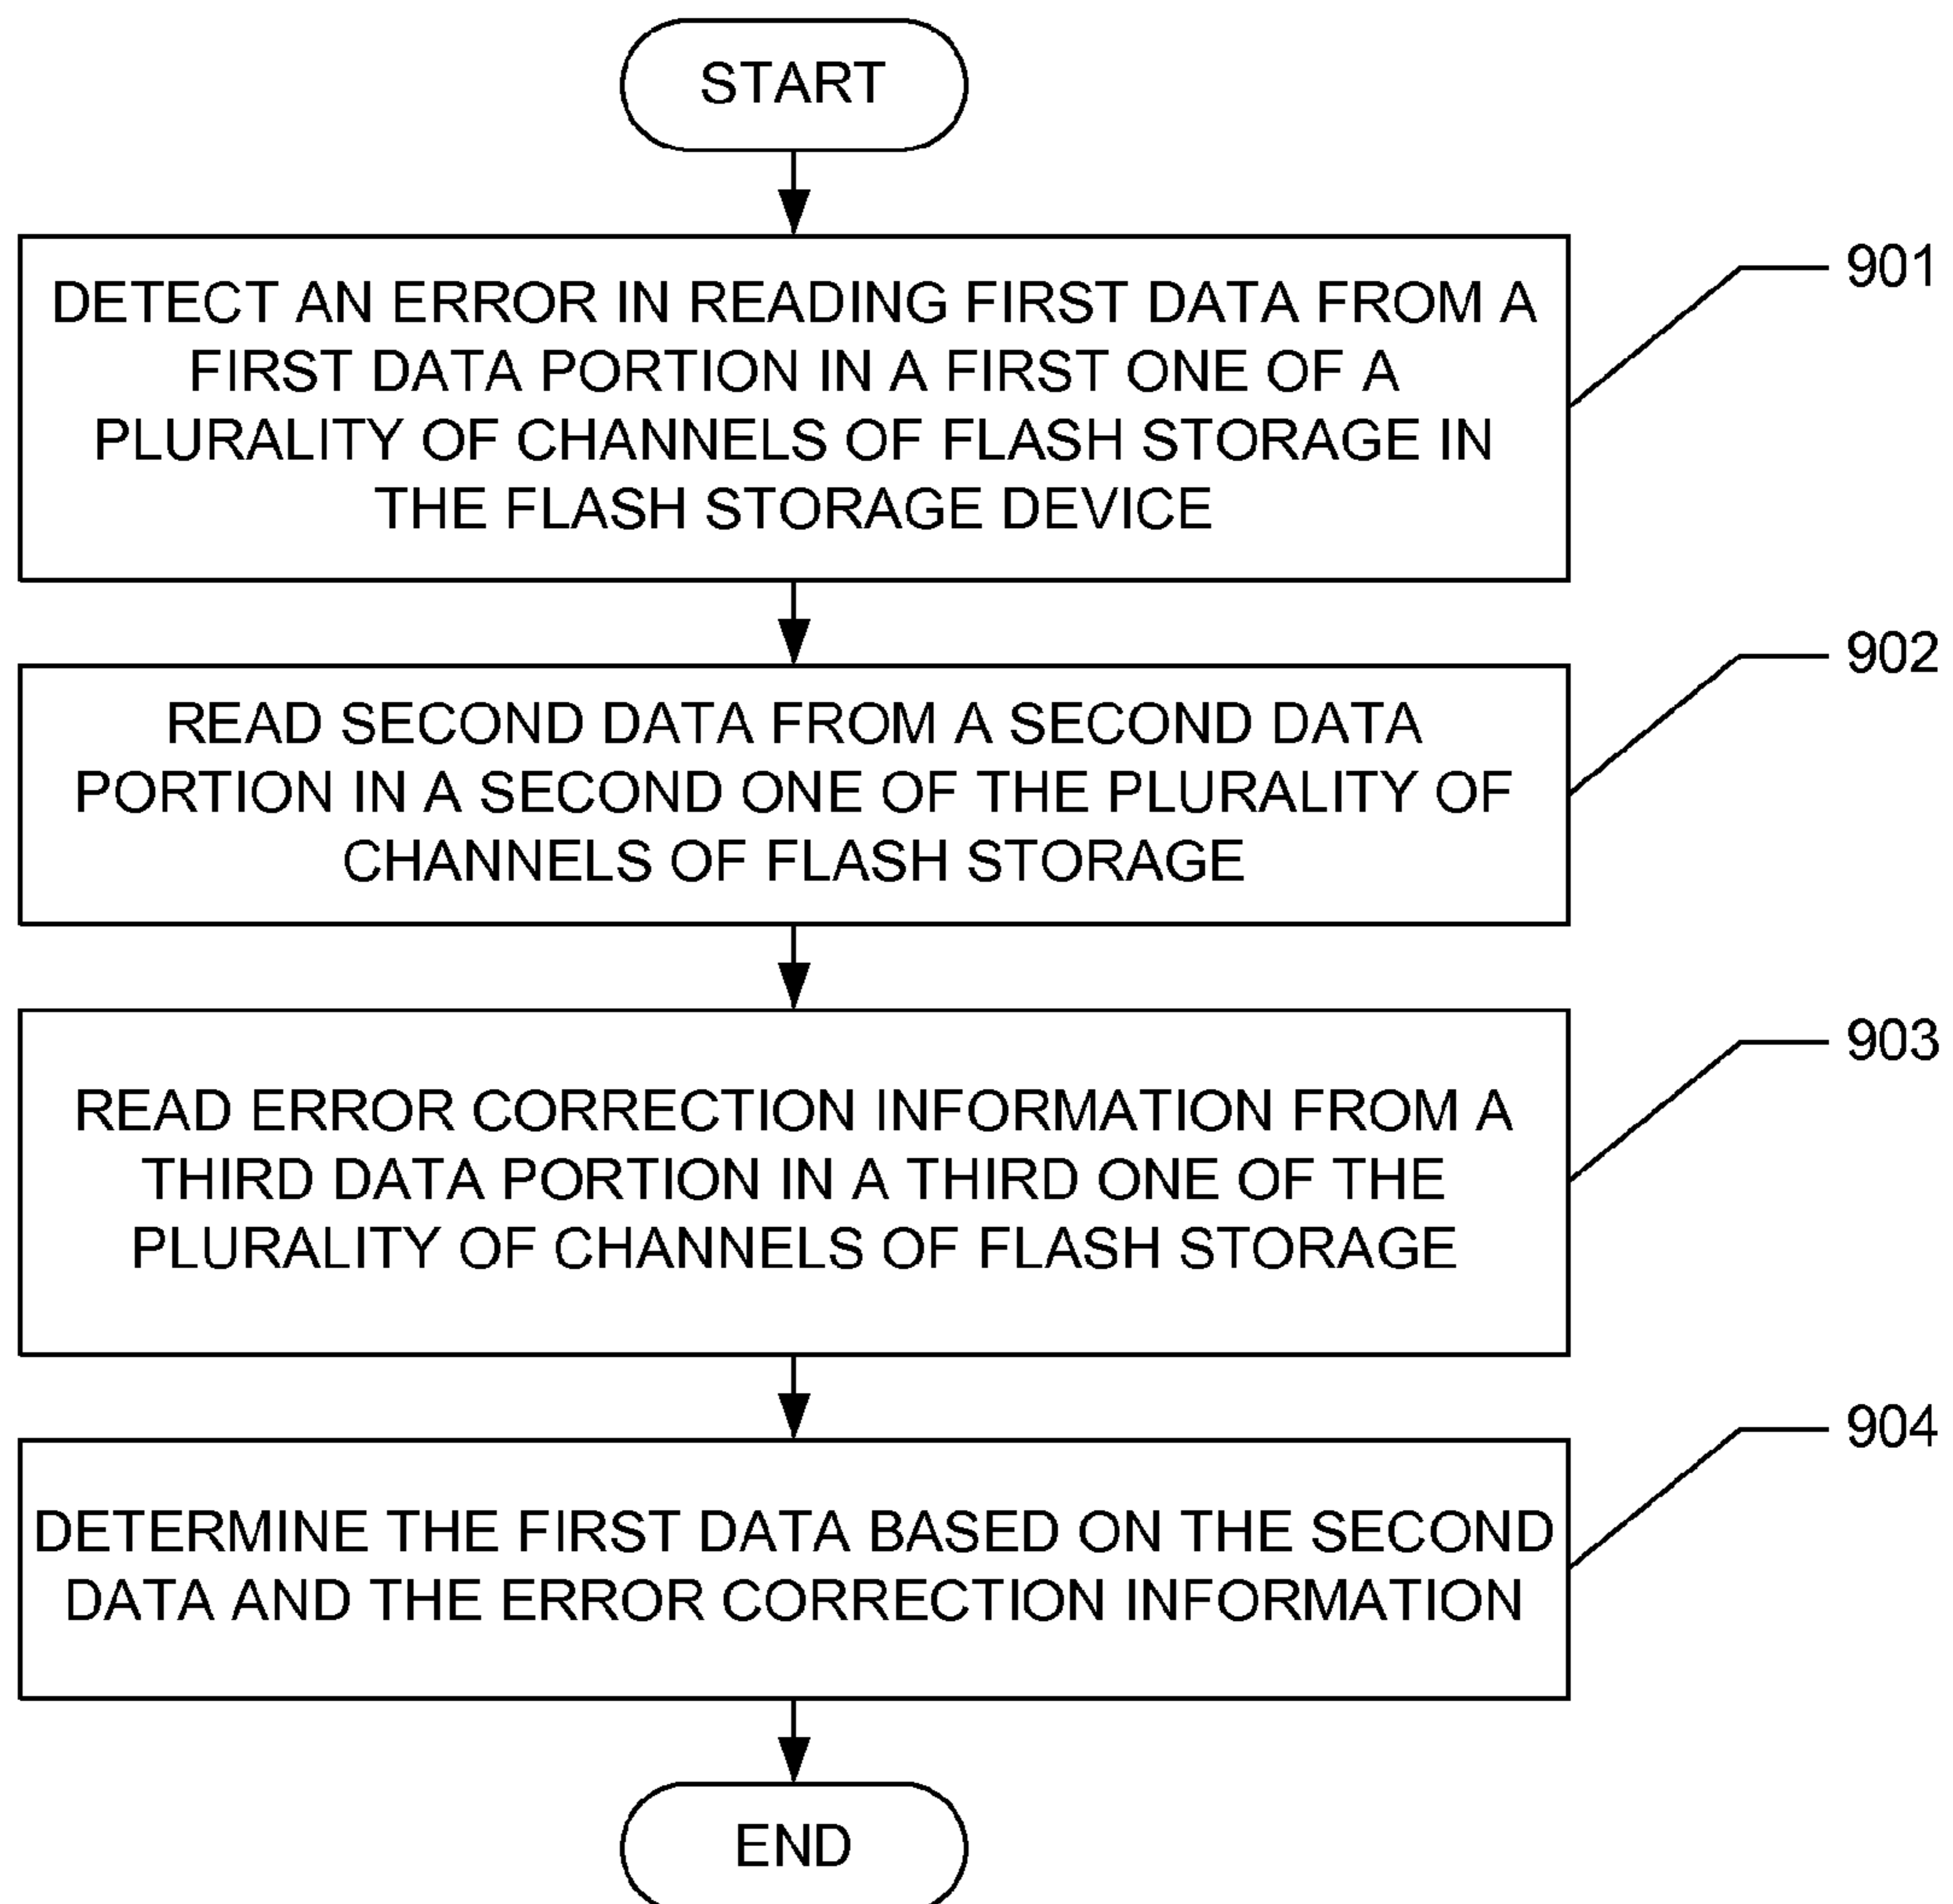 START
DETECT AN ERROR IN READING FIRST DATA FROM A
FIRST DATA PORTION IN A FIRST ONE OF A
PLURALITY OF CHANNELS OF FLASH STORAGE IN
THE FLASH STORAGE DEVICE
901
READ SECOND DATA FROM A SECOND DATA
PORTION IN A SECOND ONE OF THE PLURALITY OF
CHANNELS OF FLASH STORAGE
902
READ ERROR CORRECTION INFORMATION FROM A
THIRD DATA PORTION IN A THIRD ONE OF THE
PLURALITY OF CHANNELS OF FLASH STORAGE
903
DETERMINE THE FIRST DATA BASED ON THE SECOND
DATA AND THE ERROR CORRECTION INFORMATION
904
END